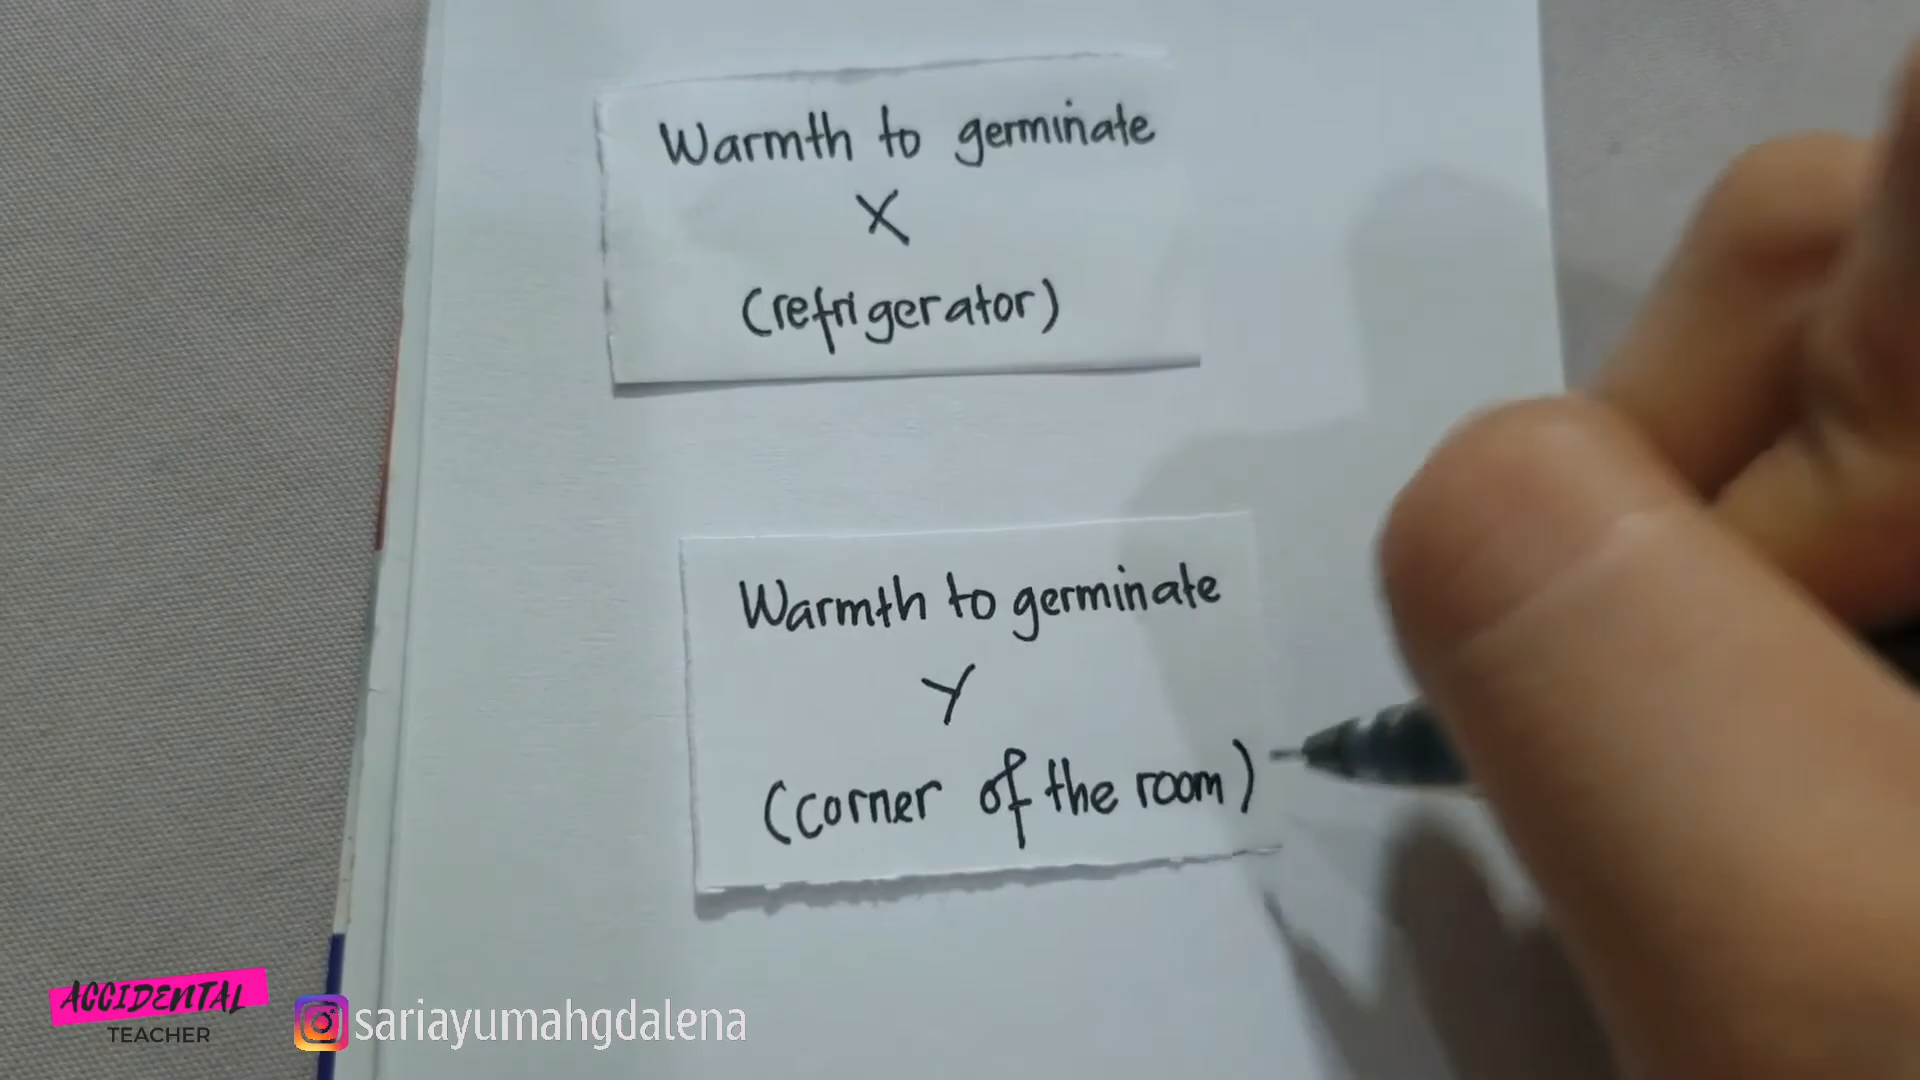 Warmth to germinate
X
(refrigerator)
Warmth to germinate
Y
(corner of the room)
ACCIDENTAL
TEACHER
sariayumahgdalena